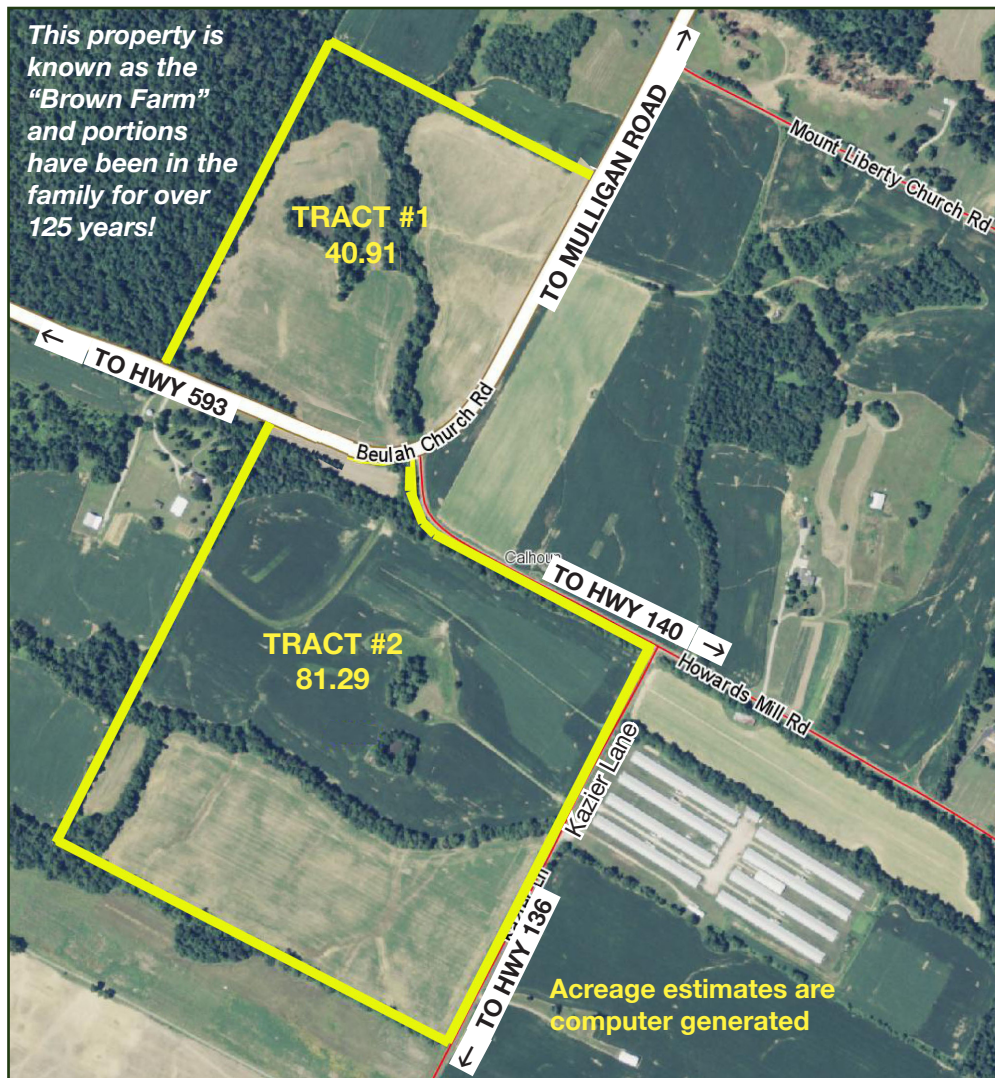 This property is
known as the
“Brown Farm”
and portions
have been in the
family for over
125 years!
TO MULLIGAN ROAD
Mount Liberty Church Rd
TRACT #1
40.91
← TO HWY 593
Beulah Church Rd
Calhoun
TO HWY 140 →
Howards Mill Rd
TRACT #2
81.29
Kazier Lane
← TO HWY 136
Acreage estimates are
computer generated